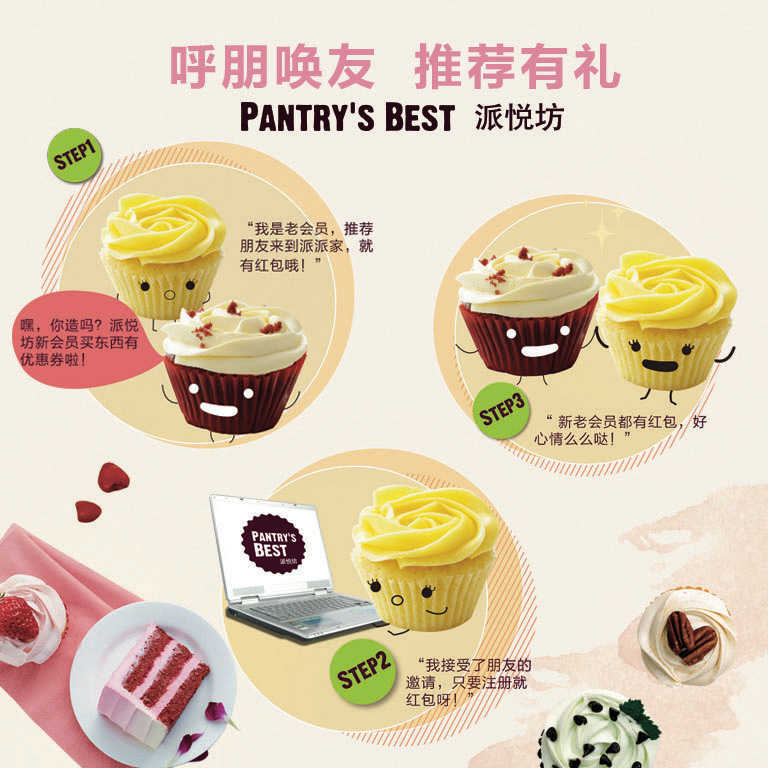 呼朋唤友 推荐有礼
PANTRY'S BEST 派悦坊
STEP1
“我是老会员，推荐
朋友来到派派家，就
有红包哦！”
嘿，你造吗？派悦
坊新会员买东西有
优惠券啦！
STEP3
“ 新老会员都有红包，好
心情么么哒！”
PANTRY'S
BEST
派悦坊
STEP2
“我接受了朋友的
邀请，只要注册就
红包呀！”